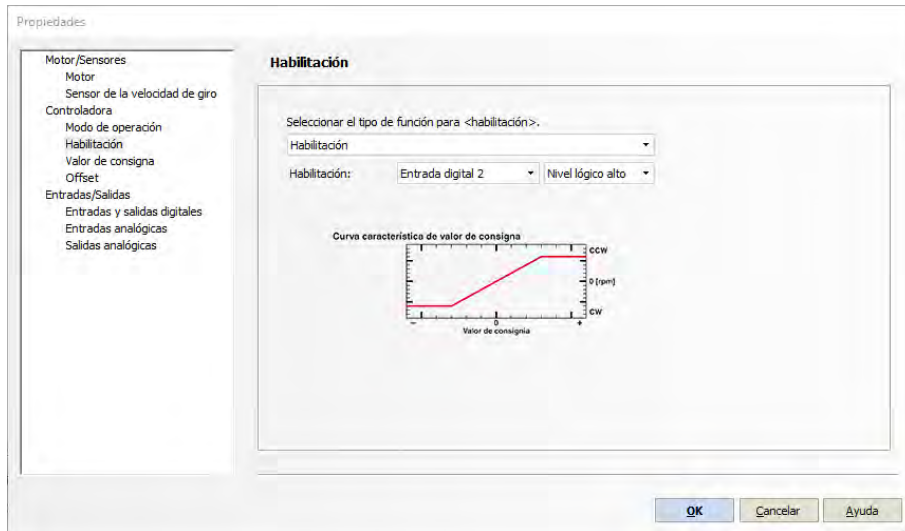 Propiedades
Motor/Sensores
Motor
Sensor de la velocidad de giro
Controladora
Modo de operación
Habilitación
Valor de consigna
Offset
Entradas/Salidas
Entradas y salidas digitales
Entradas analógicas
Salidas analógicas
Habilitación
Seleccionar el tipo de función para <habilitación>.
Habilitación
Habilitación: Entrada digital 2 Nivel lógico alto
Curva característica de valor de consigna
CCW
0 [rpm]
CW
− 0 +
Valor de consignia
OK Cancelar Ayuda